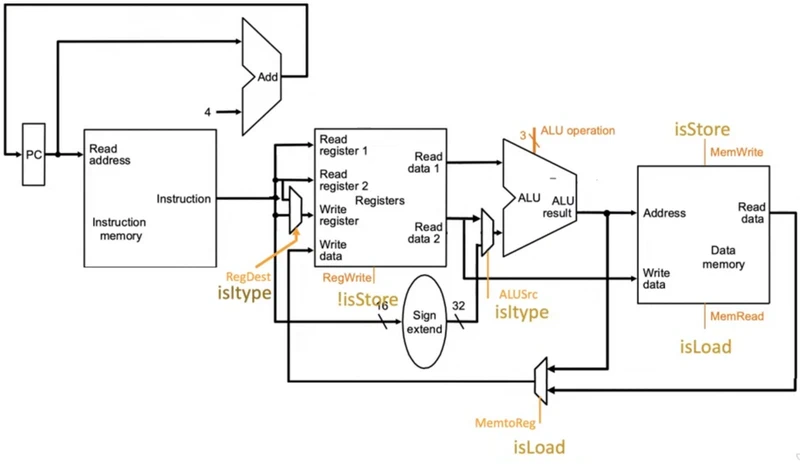 Add
4
PC
Read
address
Instruction
Instruction
memory
Read
register 1
Read
register 2
Registers
Write
register
Write
data
Read
data 1
Read
data 2
RegDest
isItype
RegWrite
!isStore
16
Sign
extend
32
3
ALU operation
ALU
ALU
result
ALUSrc
isItype
isStore
MemWrite
Address
Read
data
Data
memory
Write
data
MemRead
isLoad
MemtoReg
isLoad